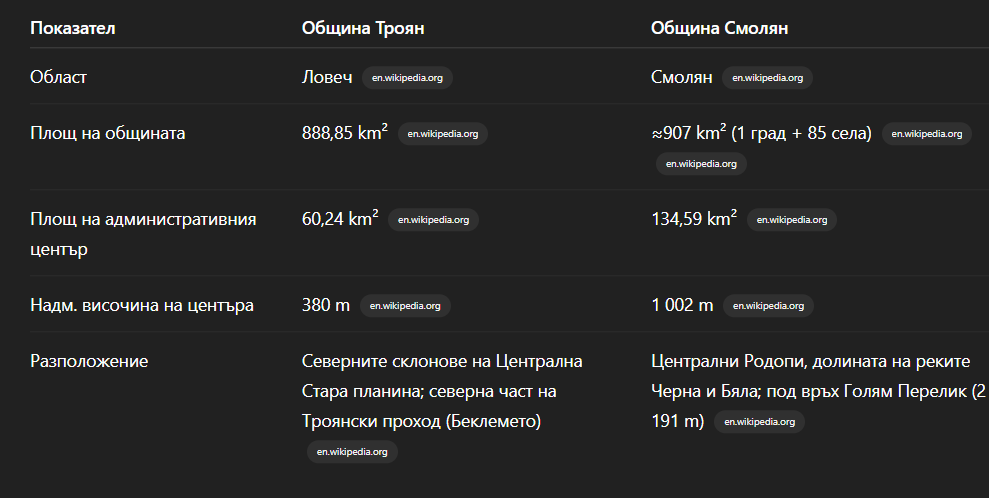 Показател Община Троян Община Смолян
Област Ловеч en.wikipedia.org Смолян en.wikipedia.org
Площ на общината 888,85 km² en.wikipedia.org ≈907 km² (1 град + 85 села) en.wikipedia.org
en.wikipedia.org
Площ на административния 60,24 km² en.wikipedia.org 134,59 km² en.wikipedia.org
център
Надм. височина на центъра 380 m en.wikipedia.org 1 002 m en.wikipedia.org
Разположение Северните склонове на Централна Централни Родопи, долината на реките
Стара планина; северна част на Черна и Бяла; под връх Голям Перелик (2
Троянски проход (Беклемето) 191 m) en.wikipedia.org
en.wikipedia.org